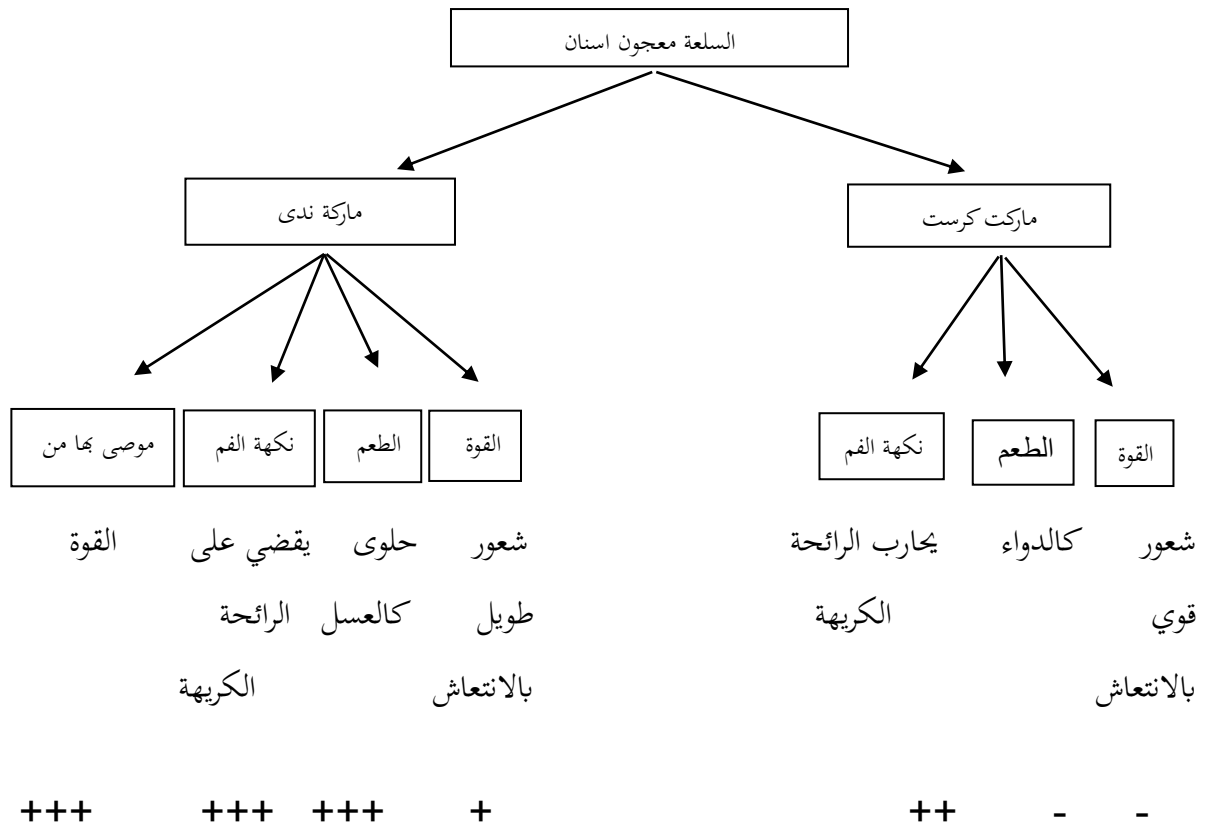 السلعة معجون اسنان
ماركت كرست
ماركة ندى
القوة
الطعم
نكهة الفم
القوة
الطعم
نكهة الفم
موصى بها من
شعور
قوي
بالانتعاش
كالدواء
يحارب الرائحة
الكريهة
شعور
طويل
بالانتعاش
حلوى
كالعسل
يقضي على
الرائحة
الكريهة
القوة
-
-
++
+
+++
+++
+++